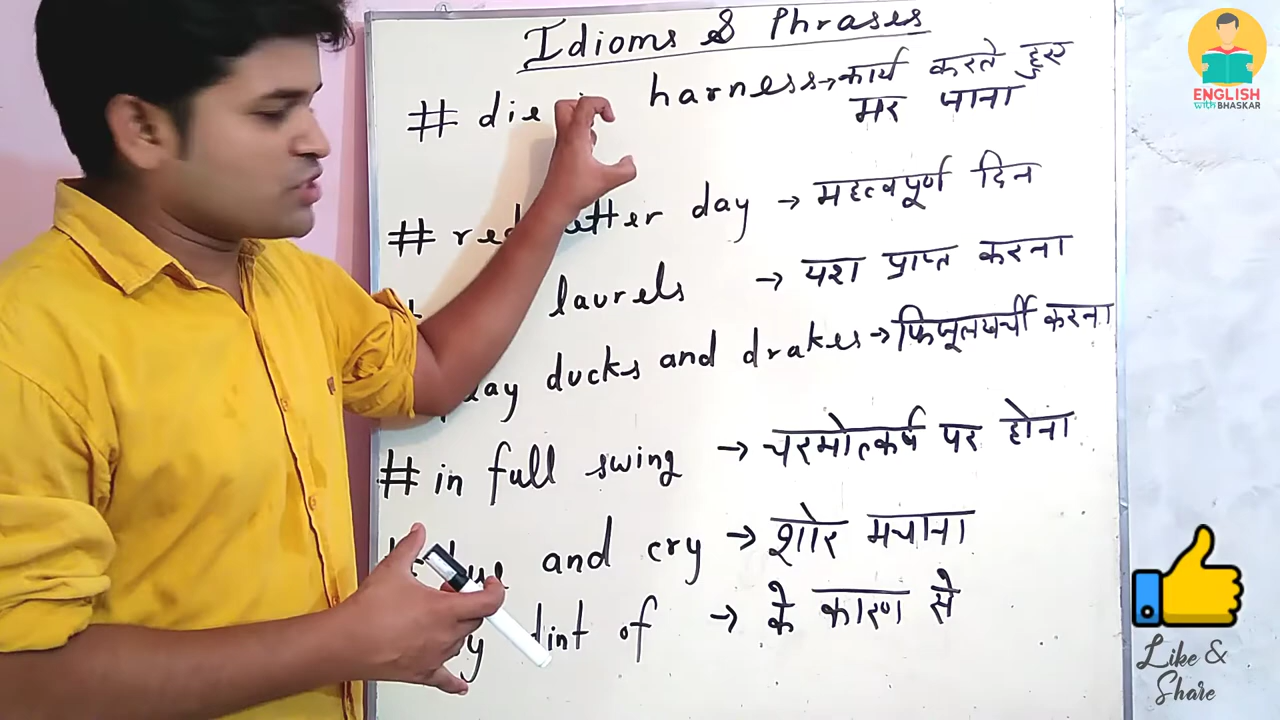 Idioms & Phrases
# die harness → कार्य करते हुए
मर जाना
# red letter day → महत्वपूर्ण दिन
laurels → यश प्राप्त करना
ducks and drakes → फिजूलखर्ची करना
# in full swing → चरमोत्कर्ष पर होना
and cry → शोर मचाना
dint of → के कारण से
ENGLISH
with BHASKAR
Like &
Share